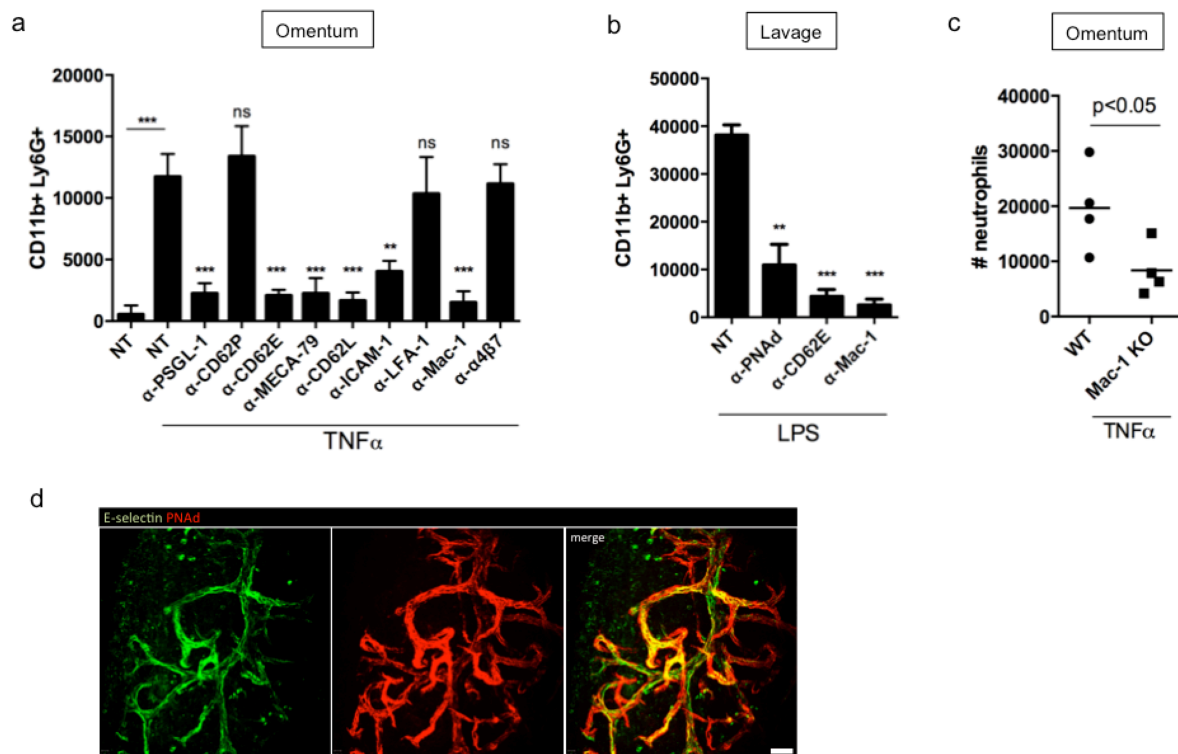 a
Omentum
CD11b+ Ly6G+
20000
15000
10000
5000
0
***
***
ns
***
***
***
**
ns
***
ns
NT
NT
α-PSGL-1
α-CD62P
α-CD62E
α-MECA-79
α-CD62L
α-ICAM-1
α-LFA-1
α-Mac-1
α-α4β7
TNFα
b
Lavage
CD11b+ Ly6G+
50000
40000
30000
20000
10000
0
**
***
***
NT
α-PNAd
α-CD62E
α-Mac-1
LPS
c
Omentum
# neutrophils
40000
30000
20000
10000
0
p<0.05
WT
Mac-1 KO
TNFα
d
E-selectin PNAd
merge